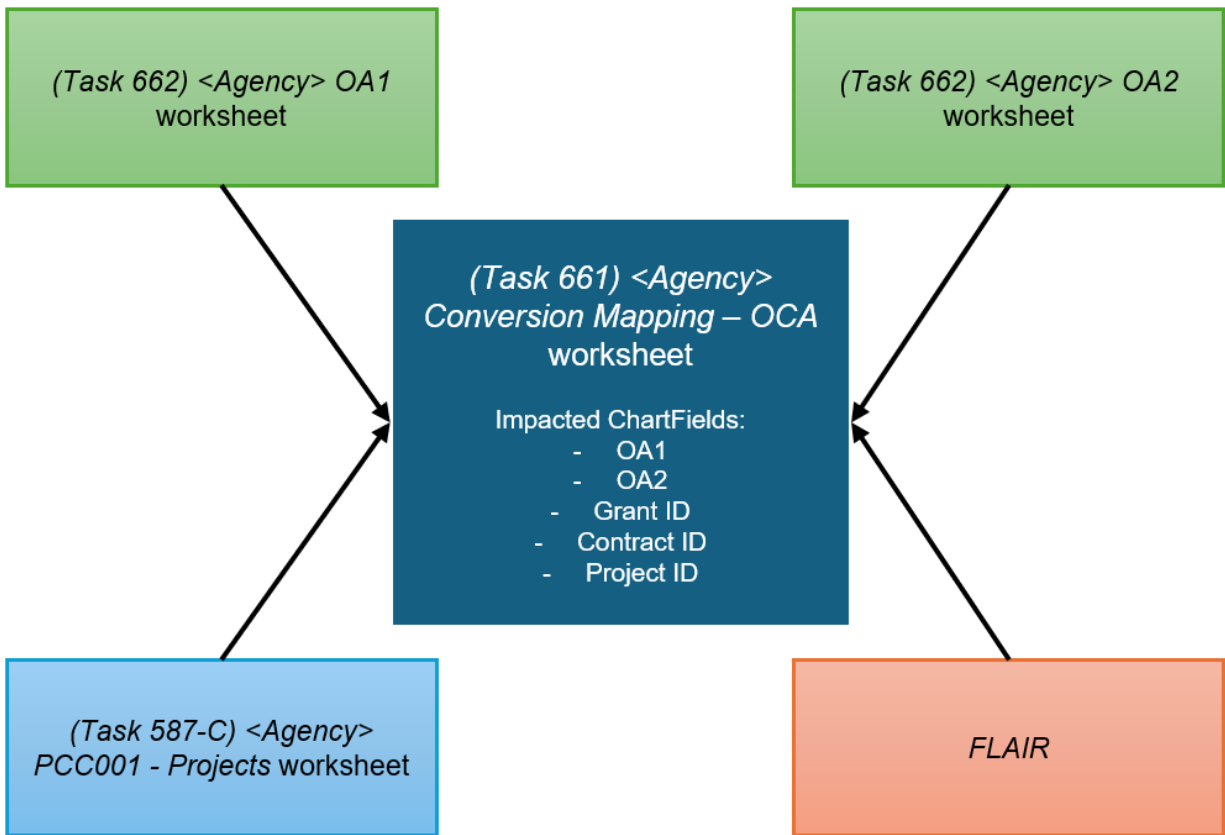 (Task 662) <Agency> OA1
worksheet
(Task 662) <Agency> OA2
worksheet
(Task 661) <Agency>
Conversion Mapping – OCA
worksheet
Impacted ChartFields:
- OA1
- OA2
- Grant ID
- Contract ID
- Project ID
(Task 587-C) <Agency>
PCC001 - Projects worksheet
FLAIR